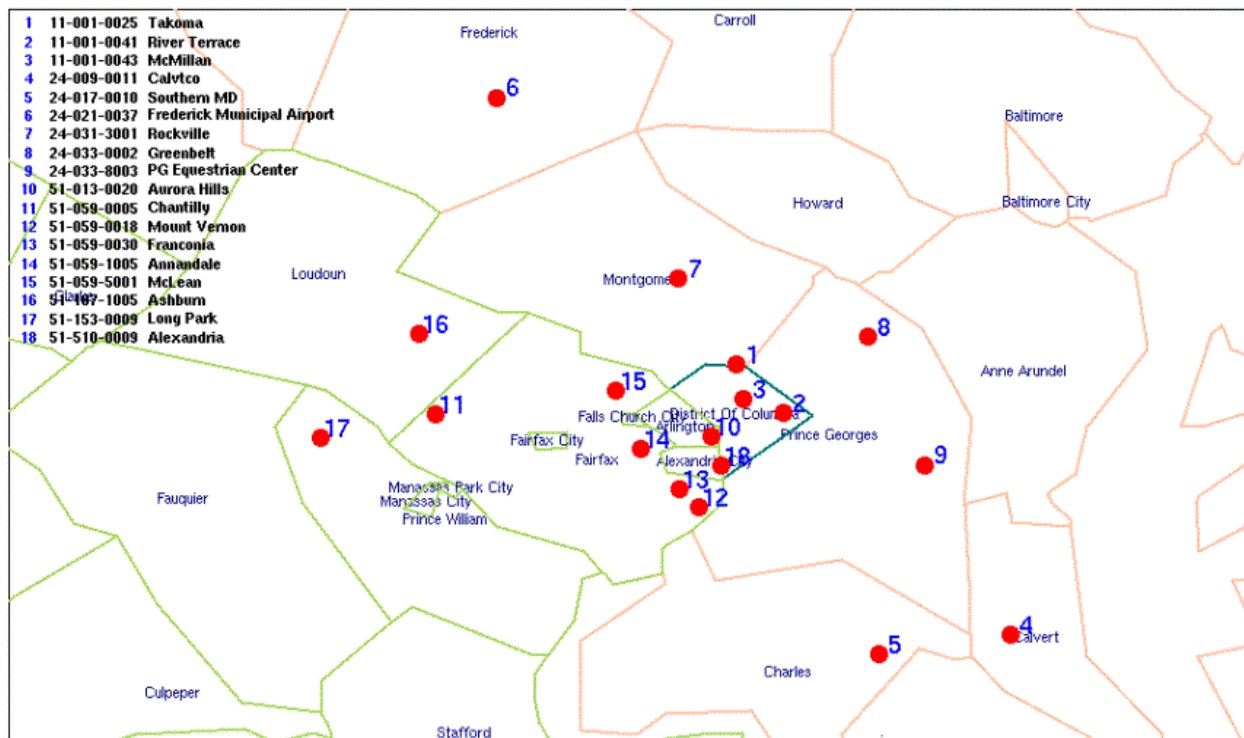 1 11-001-0025 Takoma
2 11-001-0041 River Terrace
3 11-001-0043 McMillan
4 24-009-0011 Calvtco
5 24-017-0010 Southern MD
6 24-021-0037 Frederick Municipal Airport
7 24-031-3001 Rockville
8 24-033-0002 Greenbelt
9 24-033-8003 PG Equestrian Center
10 51-013-0020 Aurora Hills
11 51-059-0005 Chantilly
12 51-059-0018 Mount Vernon
13 51-059-0030 Franconia
14 51-059-1005 Annandale
15 51-059-5001 McLean
16 51-107-1005 Ashburn
17 51-153-0009 Long Park
18 51-510-0009 Alexandria
Carroll
Frederick
6
Baltimore
Baltimore City
Howard
Loudoun
Montgomer
7
16
8
1
Anne Arundel
15
3
2
11
Falls Church City
District Of Columbia
Arlington
10
17
Fairfax City
14
Prince Georges
Fairfax
Alexandria City
18
9
Manassas Park City
13
Fauquier
Manassas City
12
Prince William
4
Calvert
5
Charles
Culpeper
Stafford